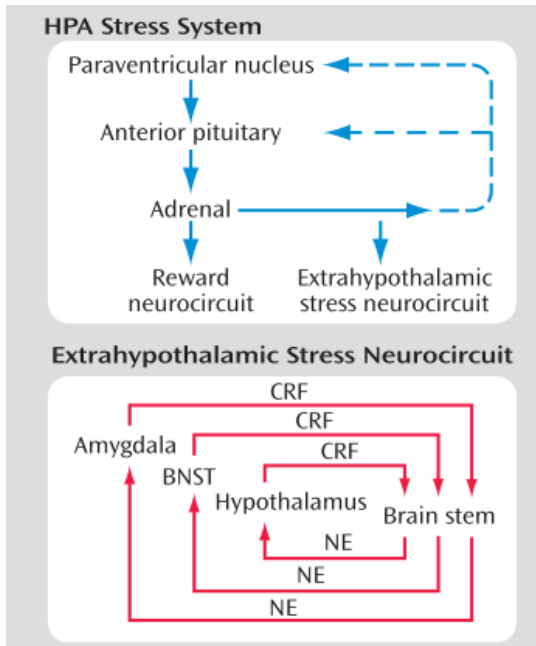 HPA Stress System
Paraventricular nucleus
Anterior pituitary
Adrenal
Reward
neurocircuit
Extrahypothalamic
stress neurocircuit
Extrahypothalamic Stress Neurocircuit
CRF
CRF
CRF
Amygdala
BNST
Hypothalamus
Brain stem
NE
NE
NE